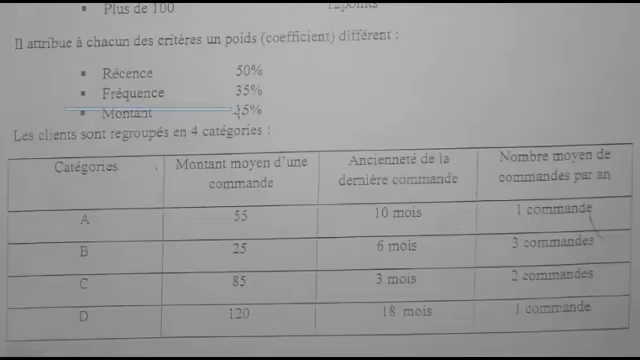 Plus de 100 12points
Il attribue à chacun des critères un poids (coefficient) différent :
Récence 50%
Fréquence 35%
Montant 15%
Les clients sont regroupés en 4 catégories :
Catégories Montant moyen d'une commande Ancienneté de la dernière commande Nombre moyen de commandes par an
A 55 10 mois 1 commande
B 25 6 mois 3 commandes
C 85 3 mois 2 commandes
D 120 18 mois 1 commande